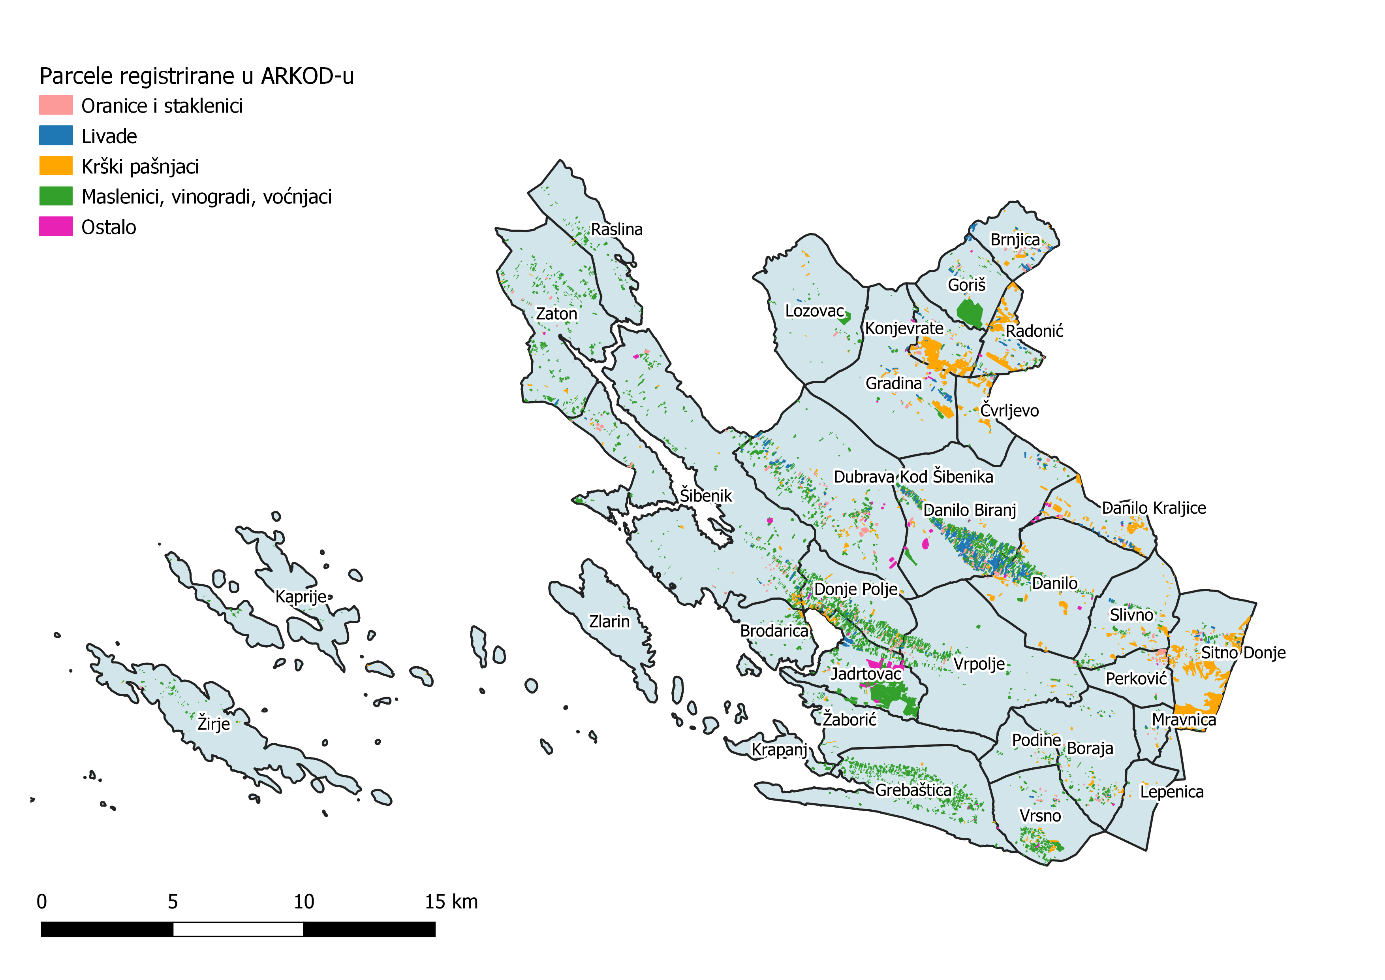 Parcele registrirane u ARKOD-u
Oranice i staklenici
Livade
Krški pašnjaci
Maslenici, vinogradi, voćnjaci
Ostalo
Raslina
Brnjica
Goriš
Zaton
Lozovac
Konjevrate
Radonić
Gradina
Čvrljevo
Dubrava Kod Šibenika
Šibenik
Danilo Biranj
Danilo Kraljice
Danilo
Donje Polje
Kaprije
Zlarin
Slivno
Brodarica
Sitno Donje
Vrpolje
Jadrtovac
Perković
Žirje
Žaborić
Mravnica
Podine
Boraja
Krapanj
Grebaštica
Lepenica
Vrsno
0 5 10 15 km